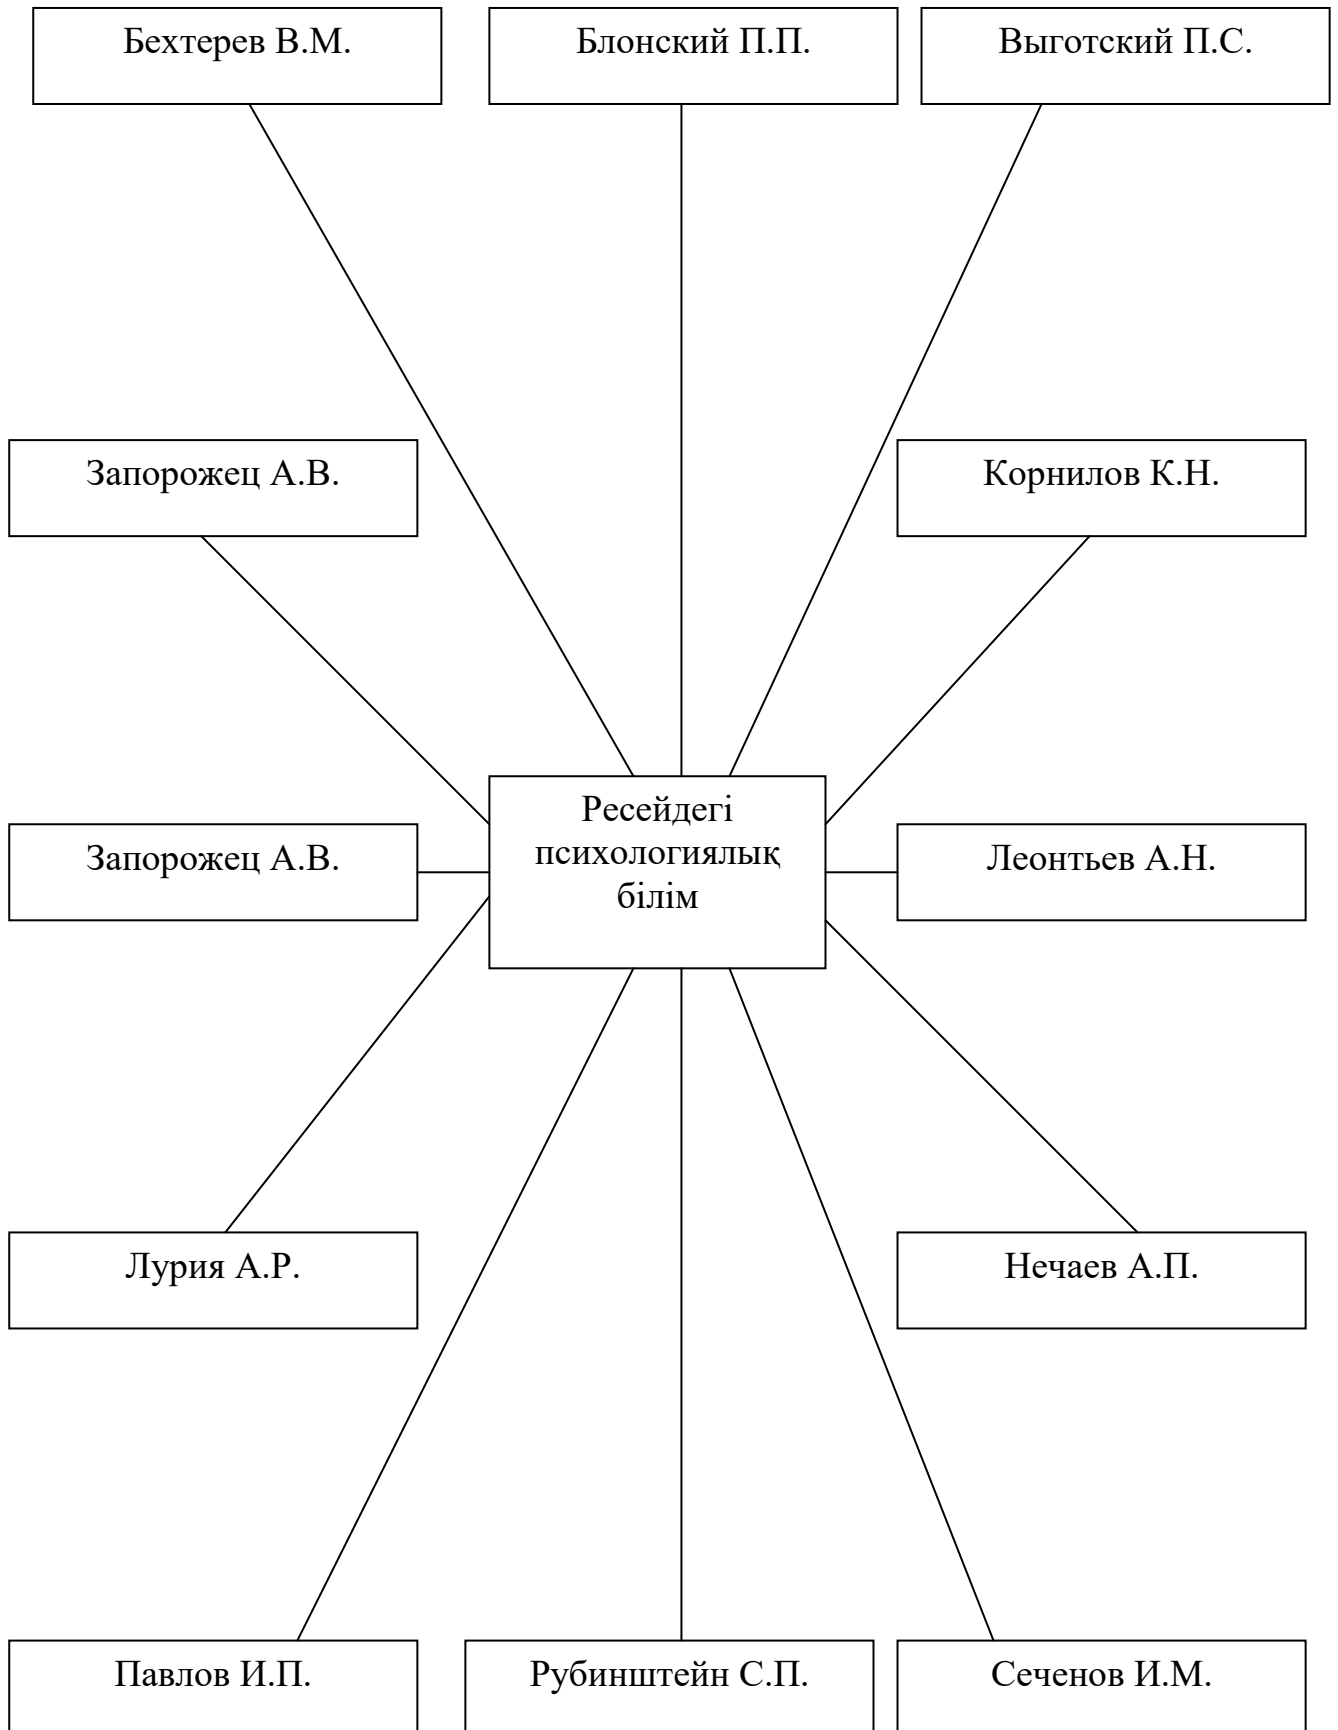 Бехтерев В.М.
Блонский П.П.
Выготский П.С.
Запорожец А.В.
Корнилов К.Н.
Ресейдегі
психологиялық
білім
Запорожец А.В.
Леонтьев А.Н.
Лурия А.Р.
Нечаев А.П.
Павлов И.П.
Рубинштейн С.П.
Сеченов И.М.